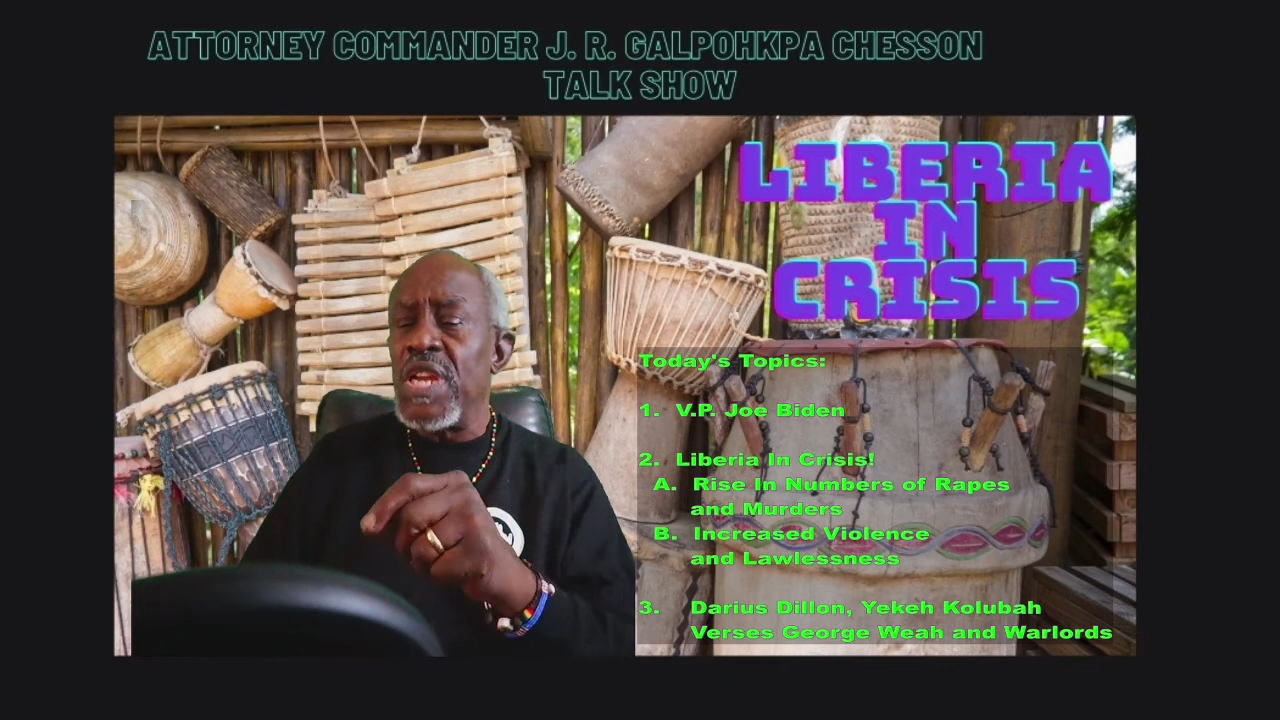 ATTORNEY COMMANDER J. R. GALPOHKPA CHESSON
TALK SHOW
LIBERIA
IN
CRISIS
Today's Topics:
1. V.P. Joe Biden
2. Liberia In Crisis!
A. Rise In Numbers of Rapes
and Murders
B. Increased Violence
and Lawlessness
3. Darius Dillon, Yekeh Kolubah
Verses George Weah and Warlords